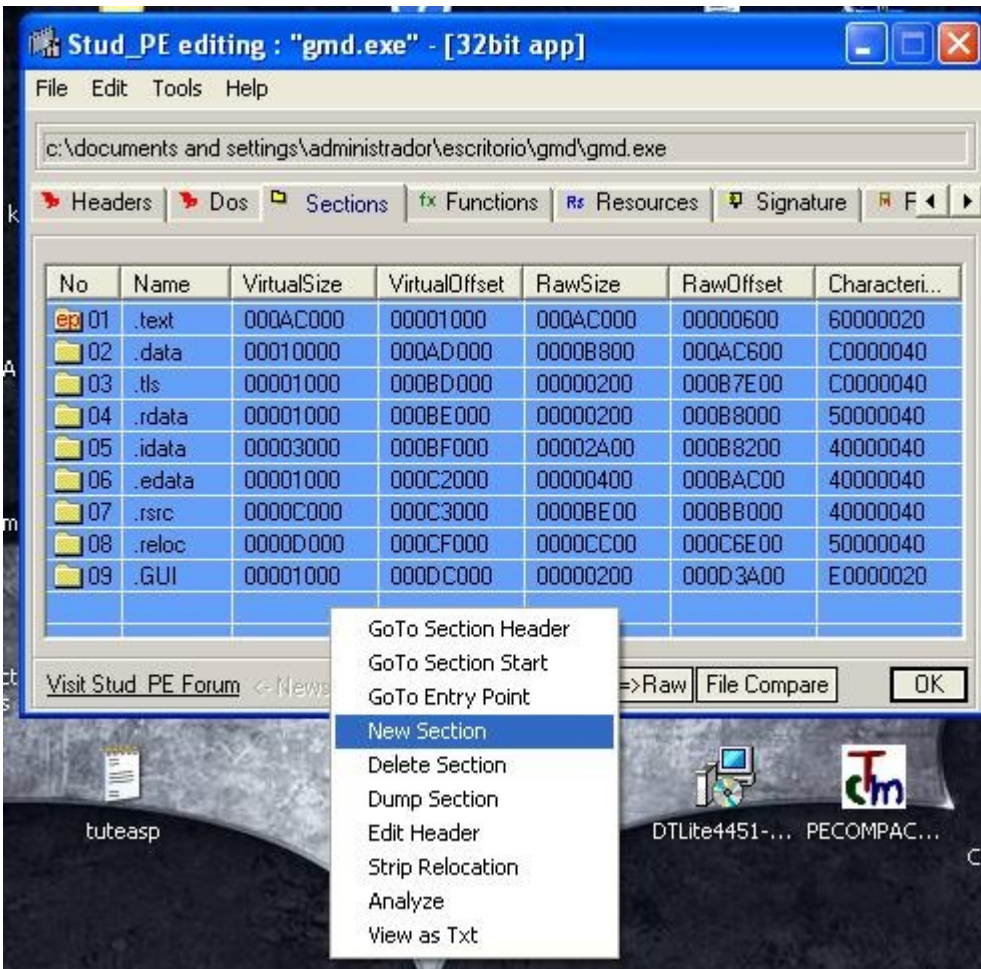 Stud_PE editing : "gmd.exe" - [32bit app]
File Edit Tools Help
c:\documents and settings\administrador\escritorio\gmd\gmd.exe
Headers Dos Sections fx Functions Rs Resources Signature F
No Name VirtualSize VirtualOffset RawSize RawOffset Characteri...
ep 01 .text 000AC000 00001000 000AC000 00000600 60000020
02 .data 00010000 000AD000 0000B800 000AC600 C0000040
03 .tls 00001000 000BD000 00000200 000B7E00 C0000040
04 .rdata 00001000 000BE000 00000200 000B8000 50000040
05 .idata 00003000 000BF000 00002A00 000B8200 40000040
06 .edata 00001000 000C2000 00000400 000BAC00 40000040
07 .rsrc 0000C000 000C3000 0000BE00 000BB000 40000040
08 .reloc 0000D000 000CF000 0000CC00 000C6E00 50000040
09 .GUI 00001000 000DC000 00000200 000D3A00 E0000020
Visit Stud_PE Forum <- News =>Raw File Compare OK
GoTo Section Header
GoTo Section Start
GoTo Entry Point
New Section
Delete Section
Dump Section
Edit Header
Strip Relocation
Analyze
View as Txt
tuteasp DTLite4451-... PECOMPAC...